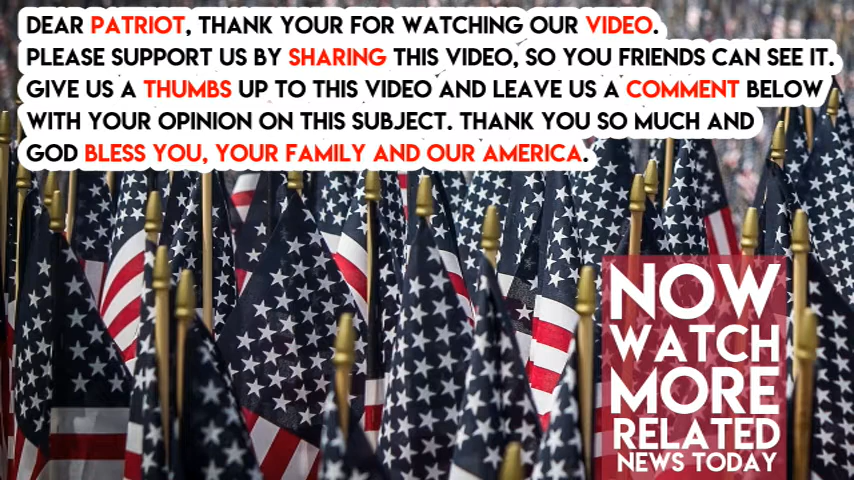 DEAR PATRIOT, THANK YOUR FOR WATCHING OUR VIDEO.
PLEASE SUPPORT US BY SHARING THIS VIDEO, SO YOU FRIENDS CAN SEE IT.
GIVE US A THUMBS UP TO THIS VIDEO AND LEAVE US A COMMENT BELOW
WITH YOUR OPINION ON THIS SUBJECT. THANK YOU SO MUCH AND
GOD BLESS YOU, YOUR FAMILY AND OUR AMERICA.
NOW
WATCH
MORE
RELATED
NEWS TODAY